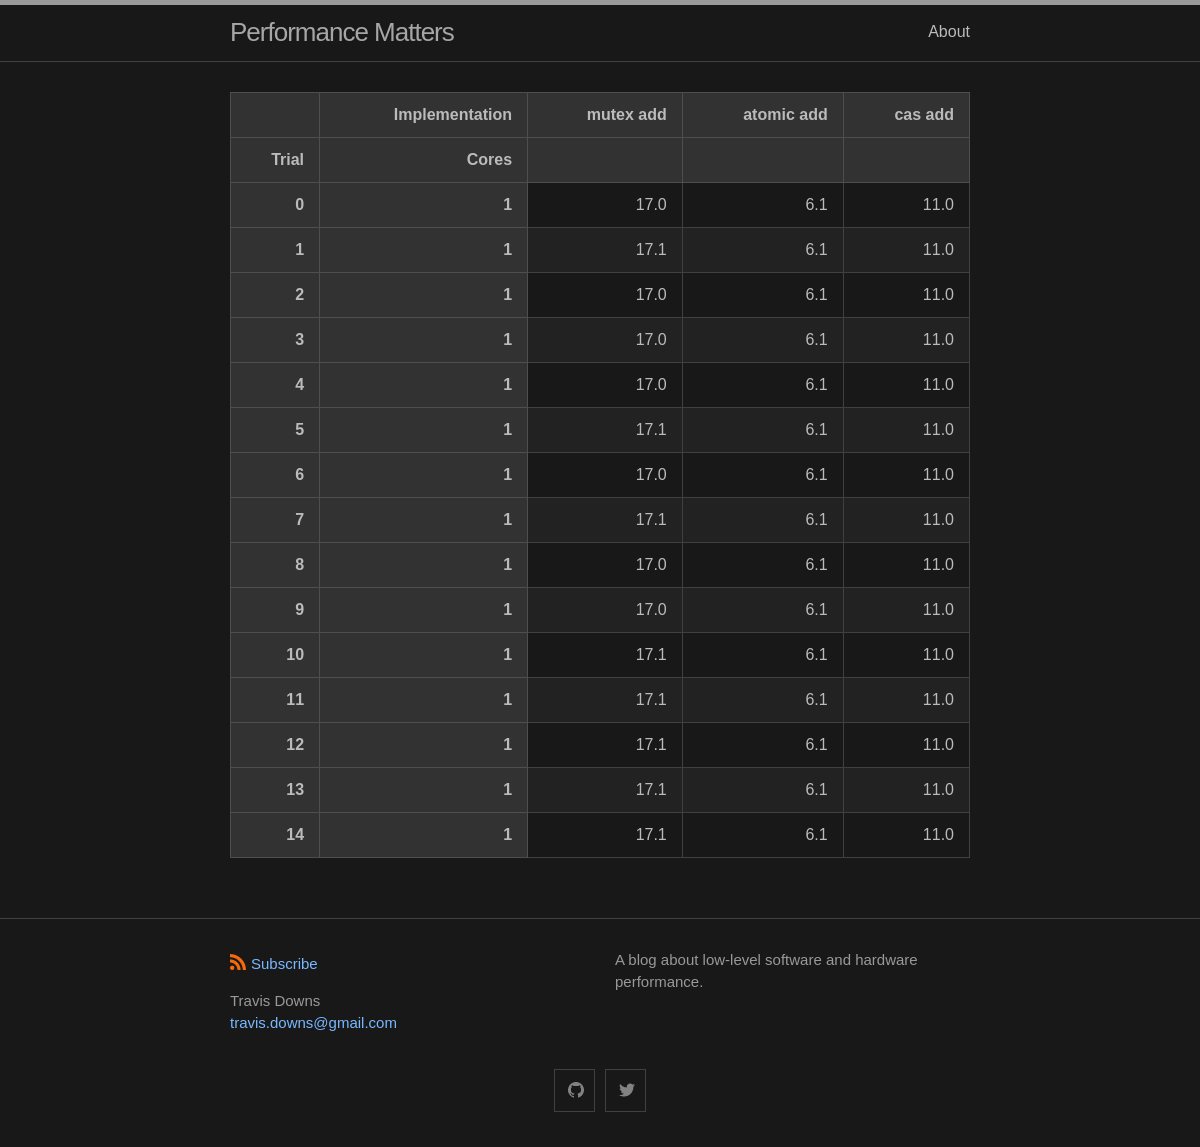 Performance Matters About
Implementation mutex add atomic add cas add
Trial Cores
0 1 17.0 6.1 11.0
1 1 17.1 6.1 11.0
2 1 17.0 6.1 11.0
3 1 17.0 6.1 11.0
4 1 17.0 6.1 11.0
5 1 17.1 6.1 11.0
6 1 17.0 6.1 11.0
7 1 17.1 6.1 11.0
8 1 17.0 6.1 11.0
9 1 17.0 6.1 11.0
10 1 17.1 6.1 11.0
11 1 17.1 6.1 11.0
12 1 17.1 6.1 11.0
13 1 17.1 6.1 11.0
14 1 17.1 6.1 11.0
Subscribe
Travis Downs
travis.downs@gmail.com
A blog about low-level software and hardware
performance.